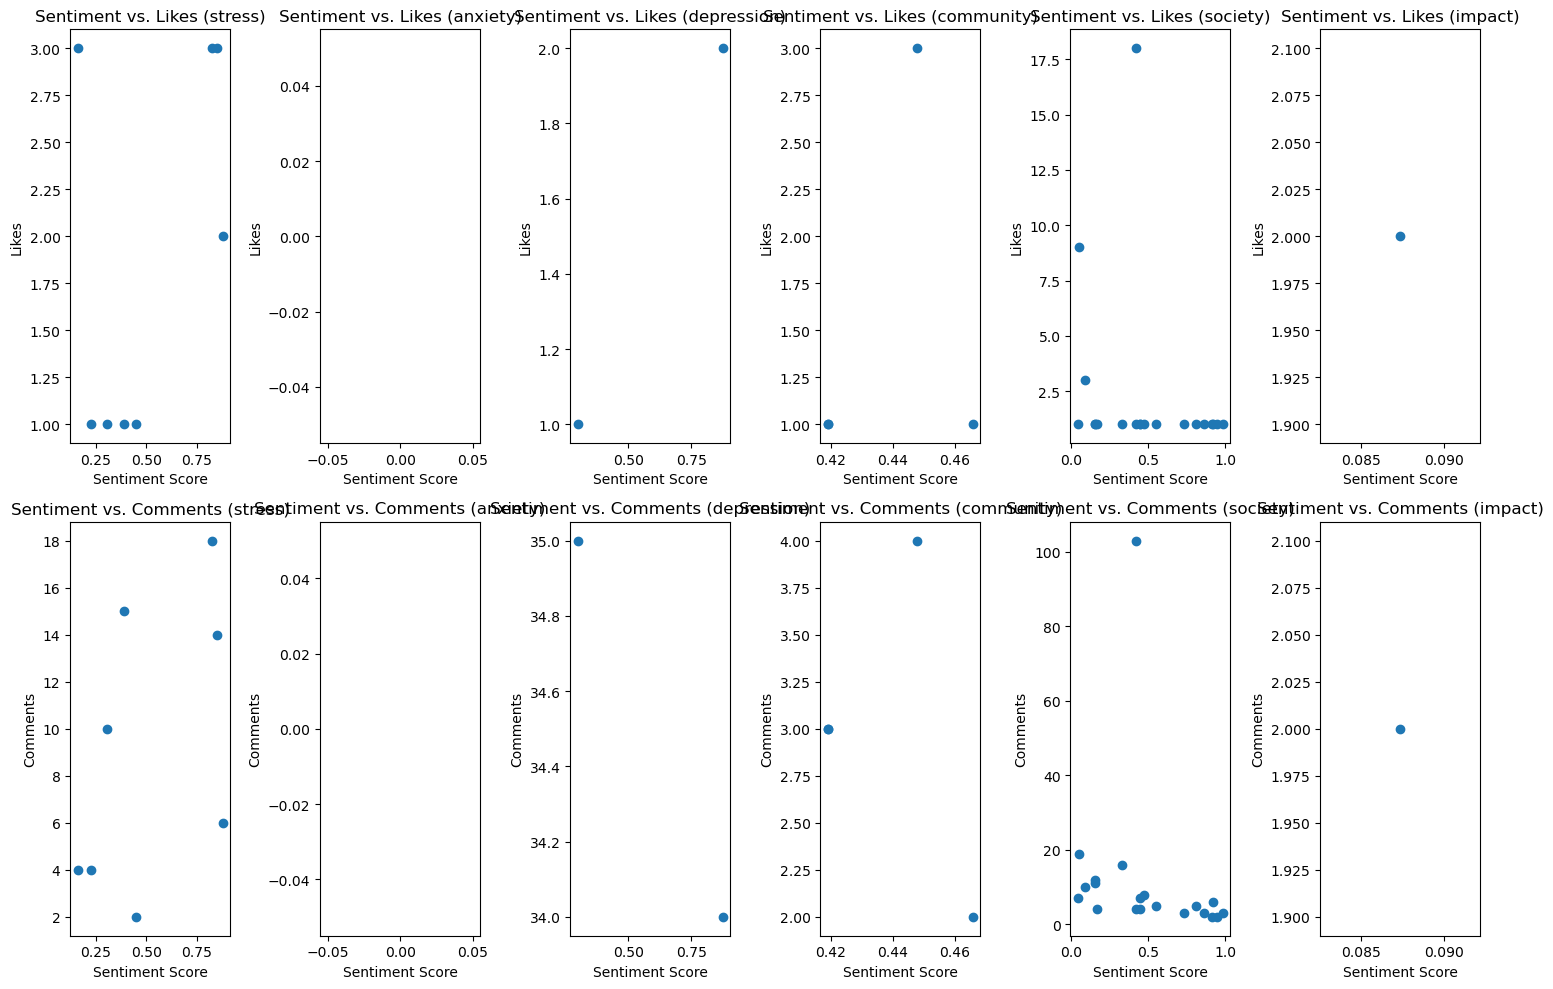 Sentiment vs. Likes (stress)
Sentiment vs. Likes (anxiety)
Sentiment vs. Likes (depression)
Sentiment vs. Likes (community)
Sentiment vs. Likes (society)
Sentiment vs. Likes (impact)
3.00
2.75
2.50
2.25
2.00
1.75
1.50
1.25
1.00
Likes
0.25 0.50 0.75
Sentiment Score
0.04
0.02
0.00
−0.02
−0.04
Likes
−0.05 0.00 0.05
Sentiment Score
2.0
1.8
1.6
1.4
1.2
1.0
Likes
0.50 0.75
Sentiment Score
3.00
2.75
2.50
2.25
2.00
1.75
1.50
1.25
1.00
Likes
0.42 0.44 0.46
Sentiment Score
17.5
15.0
12.5
10.0
7.5
5.0
2.5
Likes
0.0 0.5 1.0
Sentiment Score
2.100
2.075
2.050
2.025
2.000
1.975
1.950
1.925
1.900
Likes
0.085 0.090
Sentiment Score
Sentiment vs. Comments (stress)
Sentiment vs. Comments (anxiety)
Sentiment vs. Comments (depression)
Sentiment vs. Comments (community)
Sentiment vs. Comments (society)
Sentiment vs. Comments (impact)
18
16
14
12
10
8
6
4
2
Comments
0.25 0.50 0.75
Sentiment Score
0.04
0.02
0.00
−0.02
−0.04
Comments
−0.05 0.00 0.05
Sentiment Score
35.0
34.8
34.6
34.4
34.2
34.0
Comments
0.50 0.75
Sentiment Score
4.00
3.75
3.50
3.25
3.00
2.75
2.50
2.25
2.00
Comments
0.42 0.44 0.46
Sentiment Score
100
80
60
40
20
0
Comments
0.0 0.5 1.0
Sentiment Score
2.100
2.075
2.050
2.025
2.000
1.975
1.950
1.925
1.900
Comments
0.085 0.090
Sentiment Score